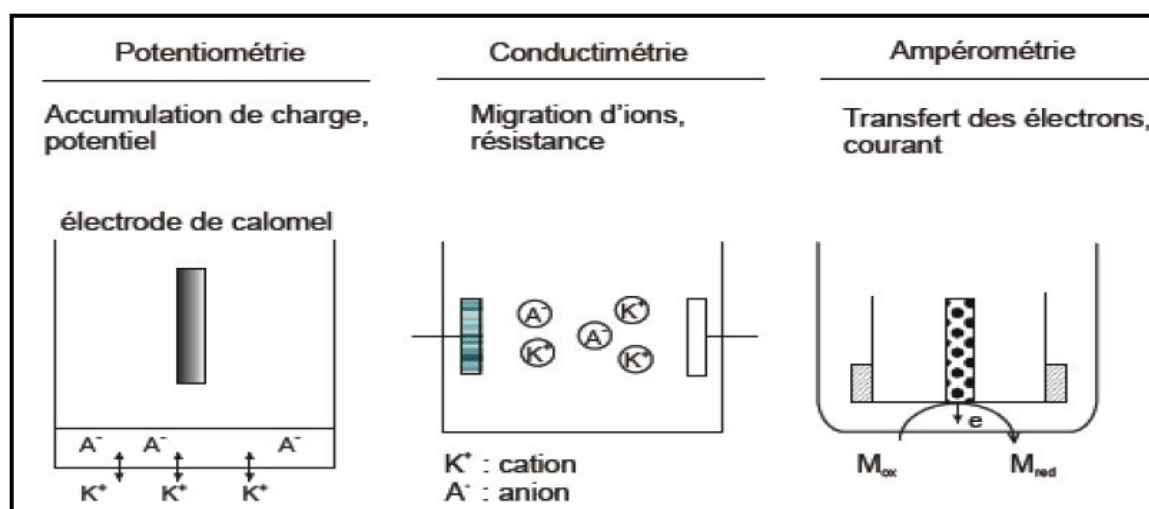 Potentiométrie
Accumulation de charge,
potentiel
électrode de calomel
A⁻ A⁻ A⁻
K⁺ K⁺ K⁺
Conductimétrie
Migration d'ions,
résistance
A⁻ K⁺
A⁻
K⁺ K⁺
K⁺ : cation
A⁻ : anion
Ampérométrie
Transfert des électrons,
courant
e
Mox Mred